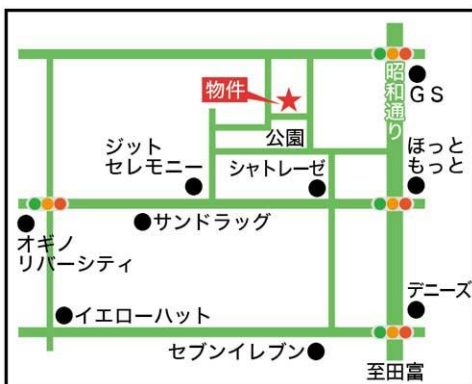 物件
昭和通り
GS
公園
ジット
セレモニー
シャトレーゼ
ほっと
もっと
サンドラッグ
オギノ
リバーシティ
デニーズ
イエローハット
セブンイレブン
至田富